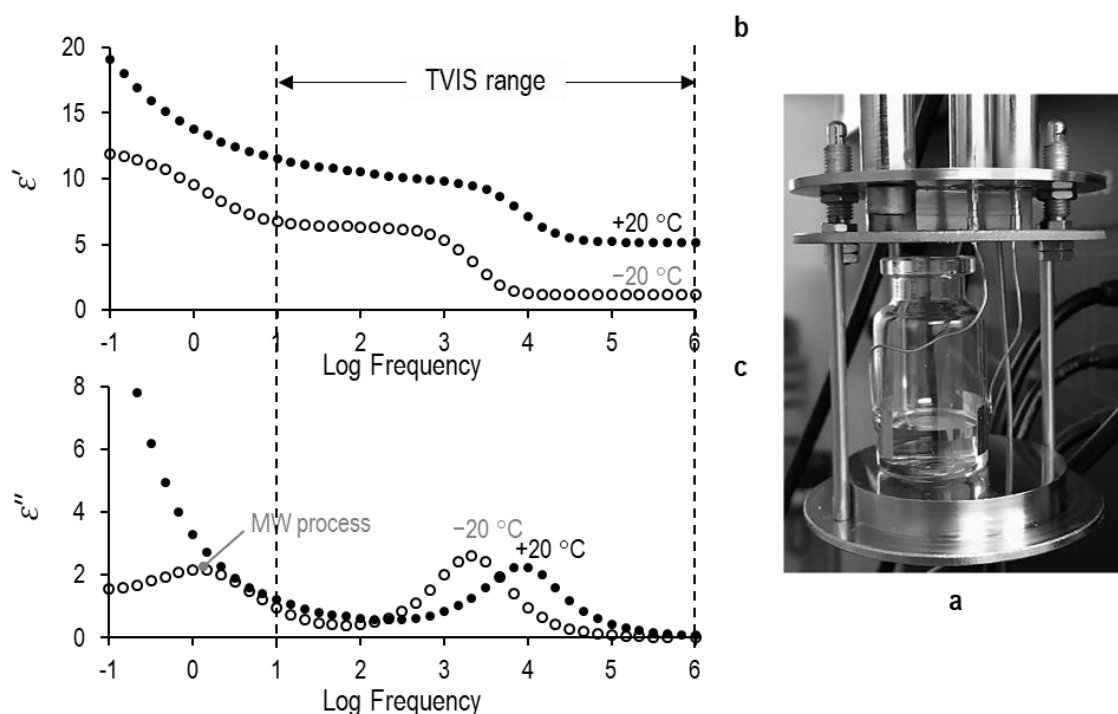 b
20
15
10
5
0
ε′
TVIS range
+20 °C
−20 °C
-1 0 1 2 3 4 5 6
Log Frequency
c
8
6
4
2
0
ε″
MW process
−20 °C
+20 °C
-1 0 1 2 3 4 5 6
Log Frequency
a